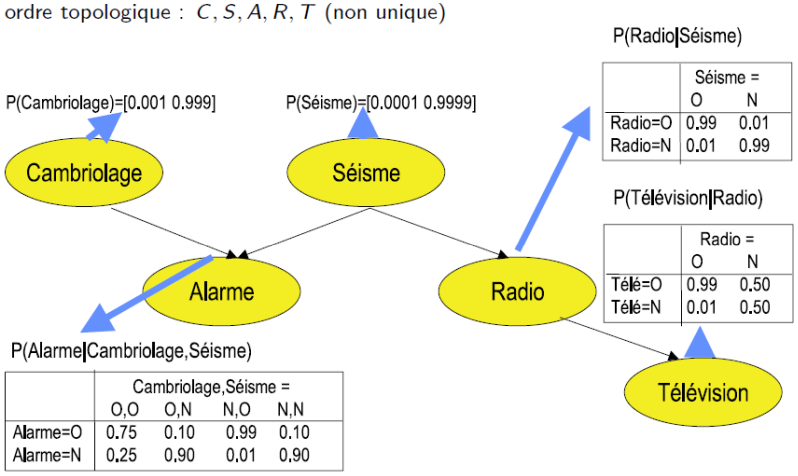 ordre topologique : C, S, A, R, T (non unique)
P(Radio|Séisme)
Séisme =
O N
Radio=O 0.99 0.01
Radio=N 0.01 0.99
P(Cambriolage)=[0.001 0.999]
P(Séisme)=[0.0001 0.9999]
Cambriolage
Séisme
P(Télévision|Radio)
Radio =
O N
Télé=O 0.99 0.50
Télé=N 0.01 0.50
Alarme
Radio
Télévision
P(Alarme|Cambriolage,Séisme)
Cambriolage,Séisme =
O,O O,N N,O N,N
Alarme=O 0.75 0.10 0.99 0.10
Alarme=N 0.25 0.90 0.01 0.90